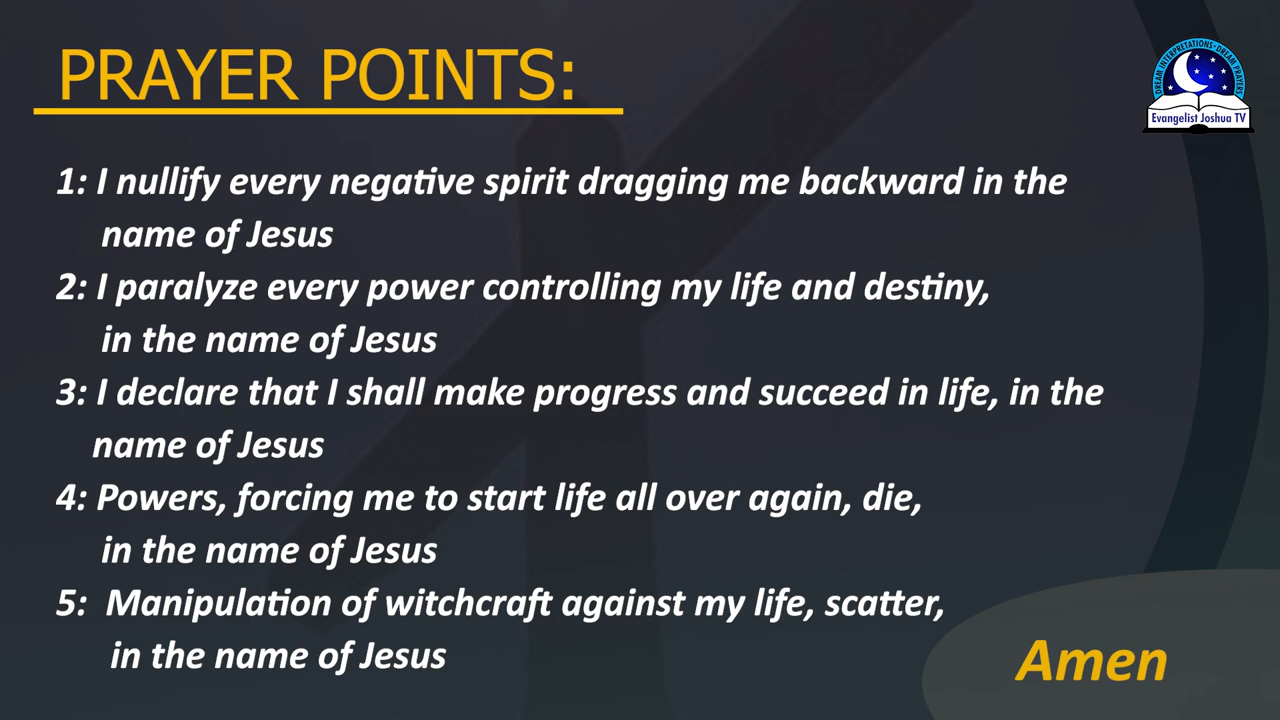 PRAYER POINTS:
DREAM INTERPRETATIONS-DREAM PRAYERS
Evangelist Joshua TV
1: I nullify every negative spirit dragging me backward in the
name of Jesus
2: I paralyze every power controlling my life and destiny,
in the name of Jesus
3: I declare that I shall make progress and succeed in life, in the
name of Jesus
4: Powers, forcing me to start life all over again, die,
in the name of Jesus
5: Manipulation of witchcraft against my life, scatter,
in the name of Jesus
Amen